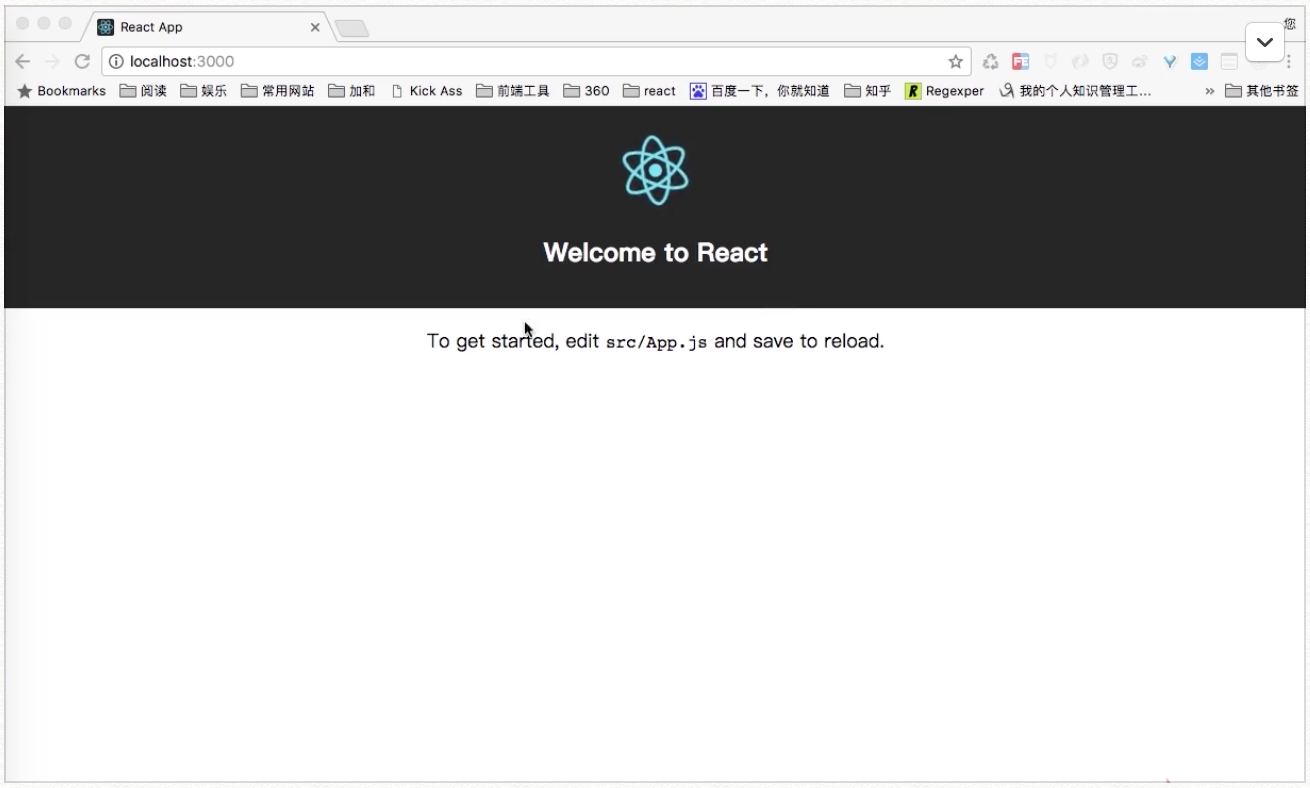 React App
您
localhost:3000
Bookmarks 阅读 娱乐 常用网站 加和 Kick Ass 前端工具 360 react 百度一下，你就知道 知乎 Regexper 我的个人知识管理工... » 其他书签
Welcome to React
To get started, edit src/App.js and save to reload.